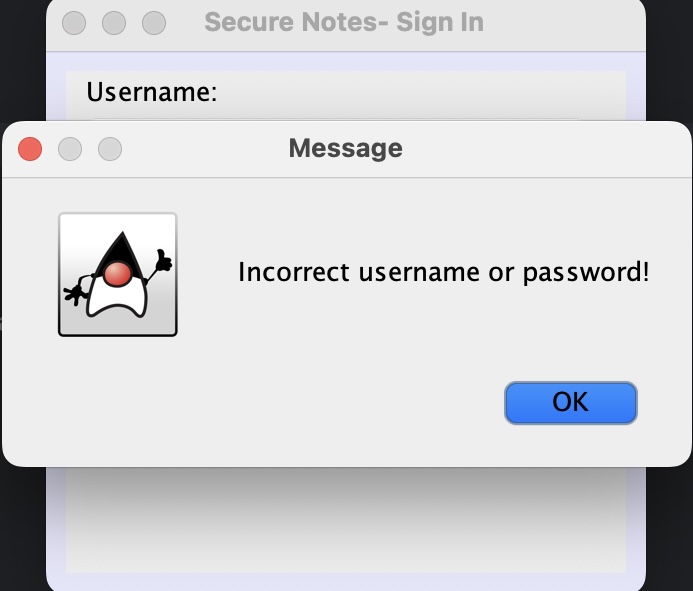 Secure Notes- Sign In
Username:
Message
Incorrect username or password!
OK